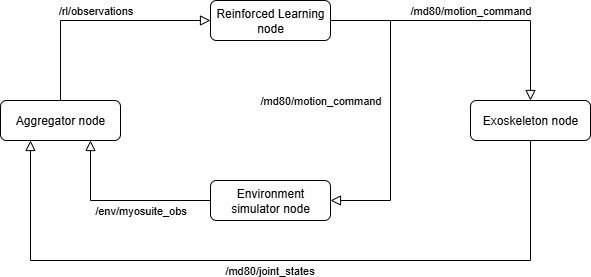 /rl/observations
Reinforced Learning
node
/md80/motion_command
/md80/motion_command
Aggregator node
Exoskeleton node
Environment
simulator node
/env/myosuite_obs
/md80/joint_states